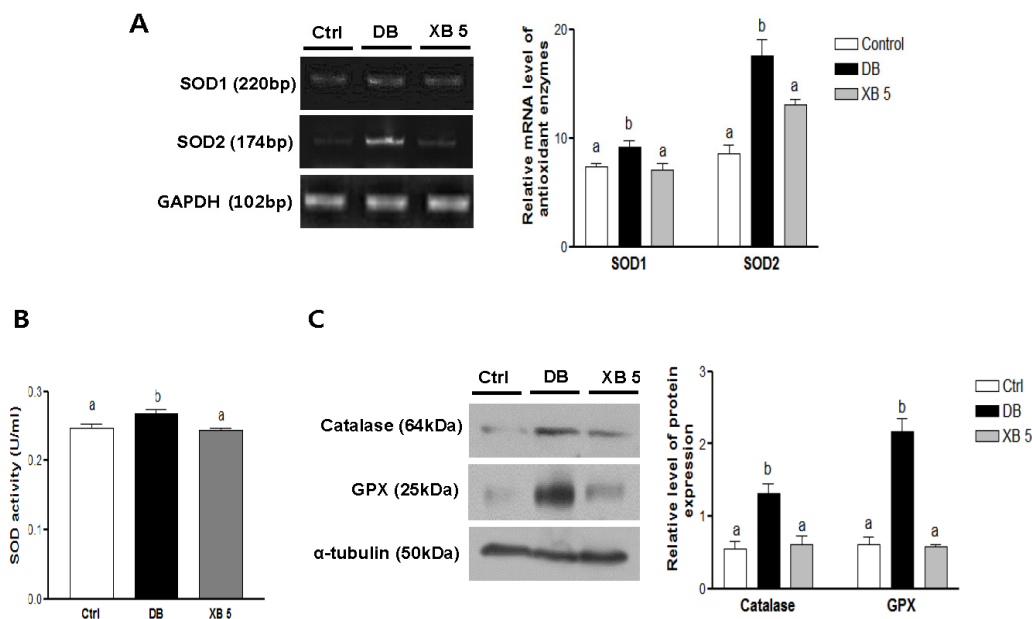 A
Ctrl DB XB 5
SOD1 (220bp)
SOD2 (174bp)
GAPDH (102bp)
Relative mRNA level of
antioxidant enzymes
20
10
0
a b a
a b a
SOD1 SOD2
Control
DB
XB 5
B
SOD activity (U/ml)
0.3
0.2
0.1
0.0
a b a
Ctrl DB XB 5
C
Ctrl DB XB 5
Catalase (64kDa)
GPX (25kDa)
α-tubulin (50kDa)
Relative level of protein
expression
3
2
1
0
a b a
a b a
Catalase GPX
Ctrl
DB
XB 5